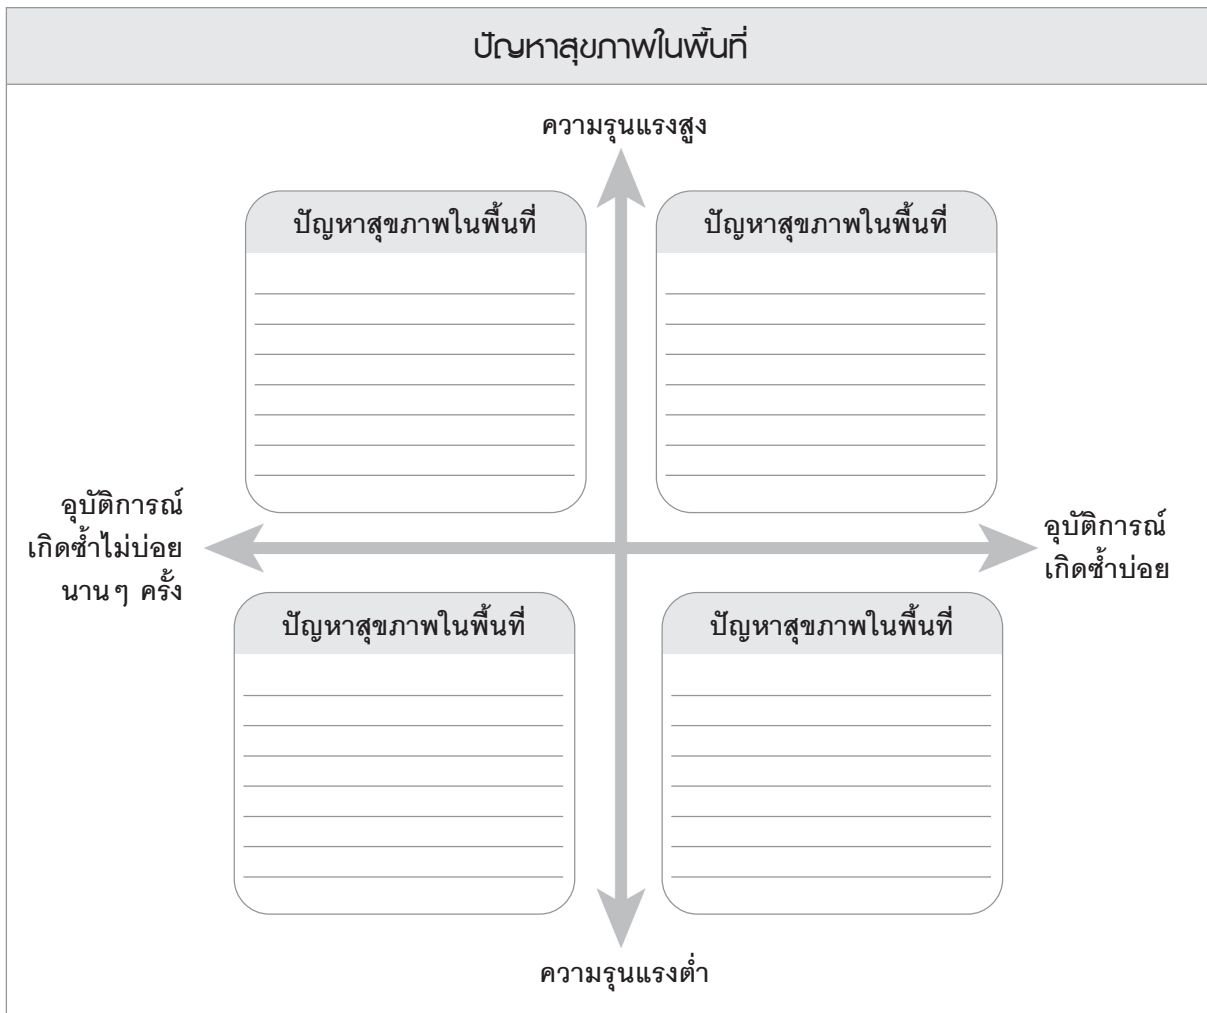 ปัญหาสุขภาพในพื้นที่
ความรุนแรงสูง
ปัญหาสุขภาพในพื้นที่
ปัญหาสุขภาพในพื้นที่
อุบัติการณ์
เกิดซ้ำไม่บ่อย
นานๆ ครั้ง
อุบัติการณ์
เกิดซ้ำบ่อย
ปัญหาสุขภาพในพื้นที่
ปัญหาสุขภาพในพื้นที่
ความรุนแรงต่ำ